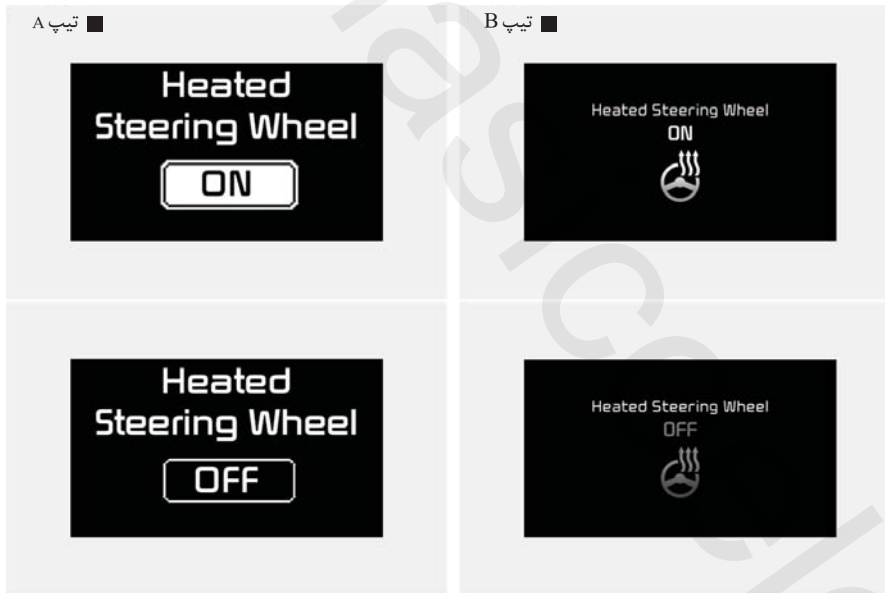 ■ تیپ A
Heated
Steering Wheel
ON
■ تیپ B
Heated Steering Wheel
ON
Heated
Steering Wheel
OFF
Heated Steering Wheel
OFF